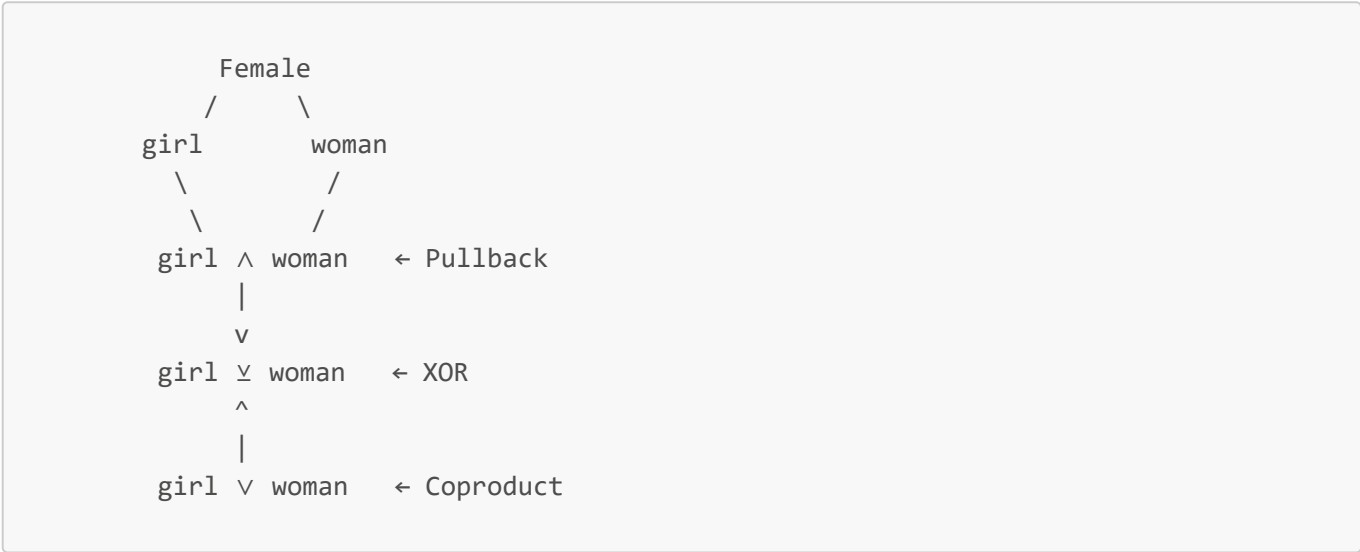 Female
/ \
girl woman
\ /
\ /
girl ∧ woman ← Pullback
|
v
girl ⊻ woman ← XOR
^
|
girl ∨ woman ← Coproduct